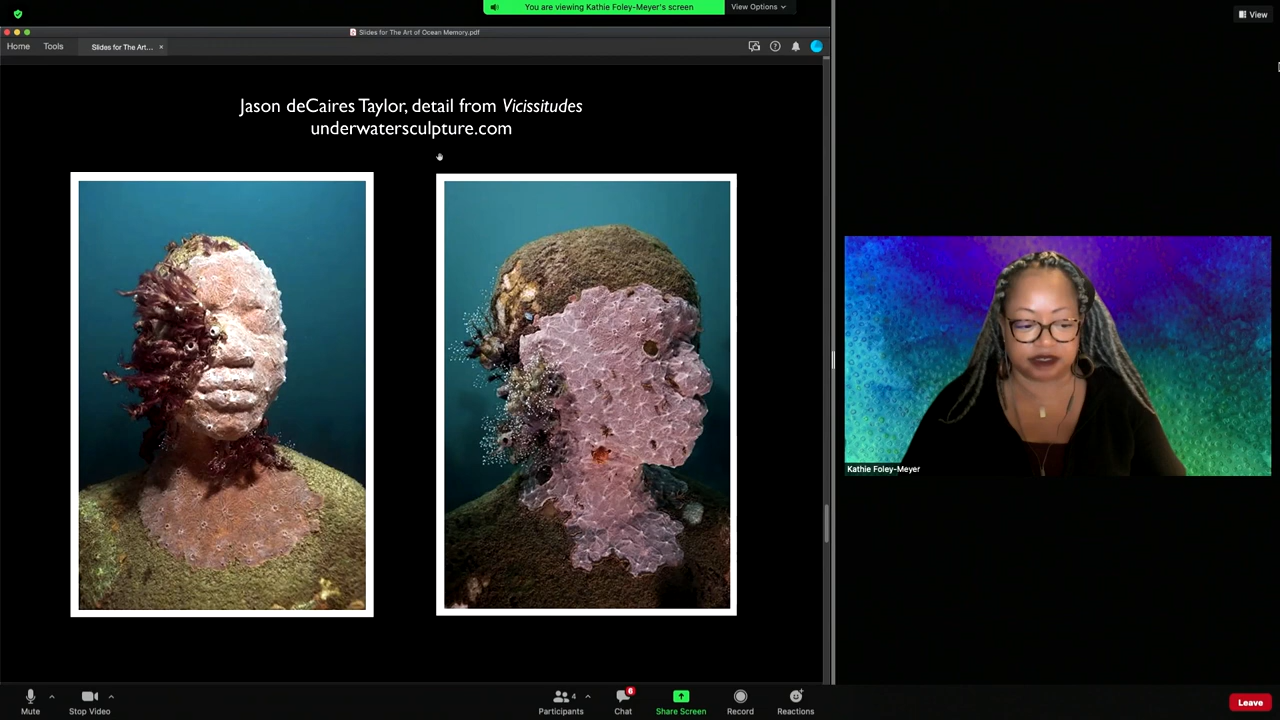 You are viewing Kathie Foley-Meyer's screen
View Options
View
Slides for The Art of Ocean Memory.pdf
Home
Tools
Slides for The Art...
Jason deCaires Taylor, detail from Vicissitudes
underwatersculpture.com
Kathie Foley-Meyer
Mute
Stop Video
Participants
4
Chat
6
Share Screen
Record
Reactions
Leave